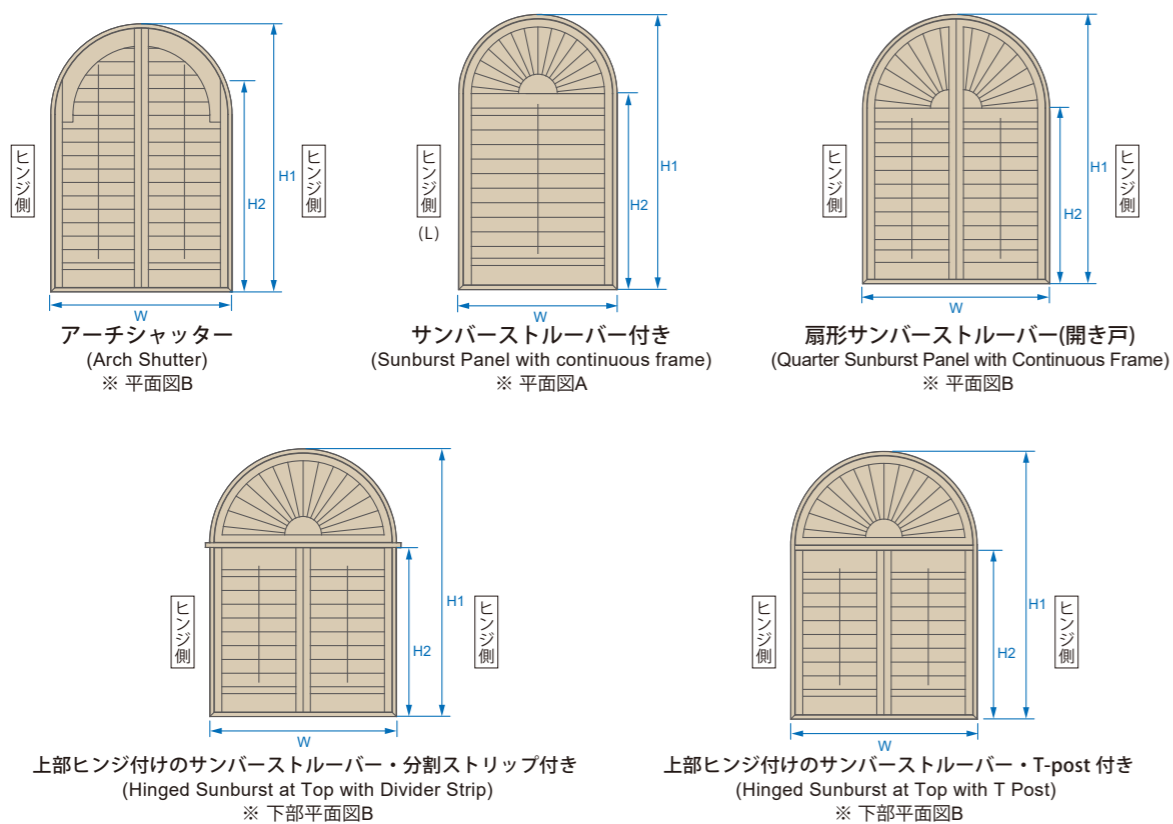 ヒンジ側
H1
H2
ヒンジ側
W
アーチシャッター
(Arch Shutter)
※ 平面図B
ヒンジ側
(L)
H1
H2
W
サンバーストルーバー付き
(Sunburst Panel with continuous frame)
※ 平面図A
ヒンジ側
H1
H2
ヒンジ側
W
扇形サンバーストルーバー(開き戸)
(Quarter Sunburst Panel with Continuous Frame)
※ 平面図B
ヒンジ側
H1
H2
ヒンジ側
W
上部ヒンジ付けのサンバーストルーバー・分割ストリップ付き
(Hinged Sunburst at Top with Divider Strip)
※ 下部平面図B
ヒンジ側
H1
H2
ヒンジ側
W
上部ヒンジ付けのサンバーストルーバー・T-post 付き
(Hinged Sunburst at Top with T Post)
※ 下部平面図B